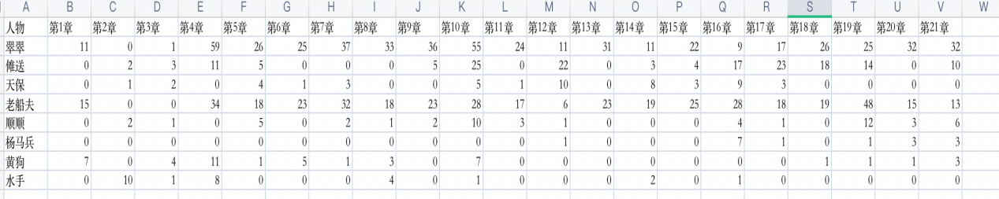 A B C D E F G H I J K L M N O P Q R S T U V W
人物 第1章 第2章 第3章 第4章 第5章 第6章 第7章 第8章 第9章 第10章 第11章 第12章 第13章 第14章 第15章 第16章 第17章 第18章 第19章 第20章 第21章
翠翠 11 0 1 59 26 25 37 33 36 55 24 11 31 11 22 9 17 26 25 32 32
傩送 0 2 3 11 5 0 0 0 5 25 0 22 0 3 4 17 23 18 14 0 10
天保 0 1 2 0 4 1 3 0 0 5 1 10 0 8 3 9 3 0 0 0 0
老船夫 15 0 0 34 18 23 32 18 23 28 17 6 23 19 25 28 18 19 48 15 13
顺顺 0 2 1 0 5 0 2 1 2 10 3 1 0 0 0 4 1 0 12 3 6
杨马兵 0 0 0 0 0 0 0 0 0 0 0 1 0 0 0 7 1 0 1 3 3
黄狗 7 0 4 11 1 5 1 3 0 7 0 0 0 0 0 0 0 1 1 1 3
水手 0 10 1 8 0 0 0 4 0 1 0 0 0 2 0 1 0 0 0 0 0